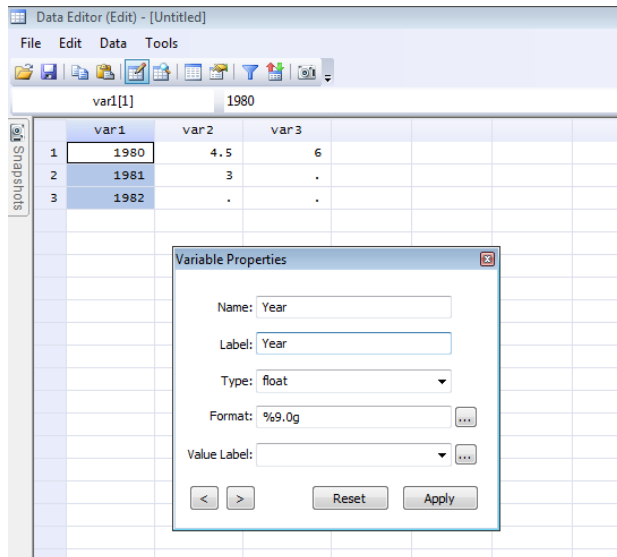 Data Editor (Edit) - [Untitled]
File Edit Data Tools
var1[1] 1980
Snapshots
var1 var2 var3
1 1980 4.5 6
2 1981 3 .
3 1982 . .
Variable Properties
Name: Year
Label: Year
Type: float
Format: %9.0g ...
Value Label: ...
< > Reset Apply